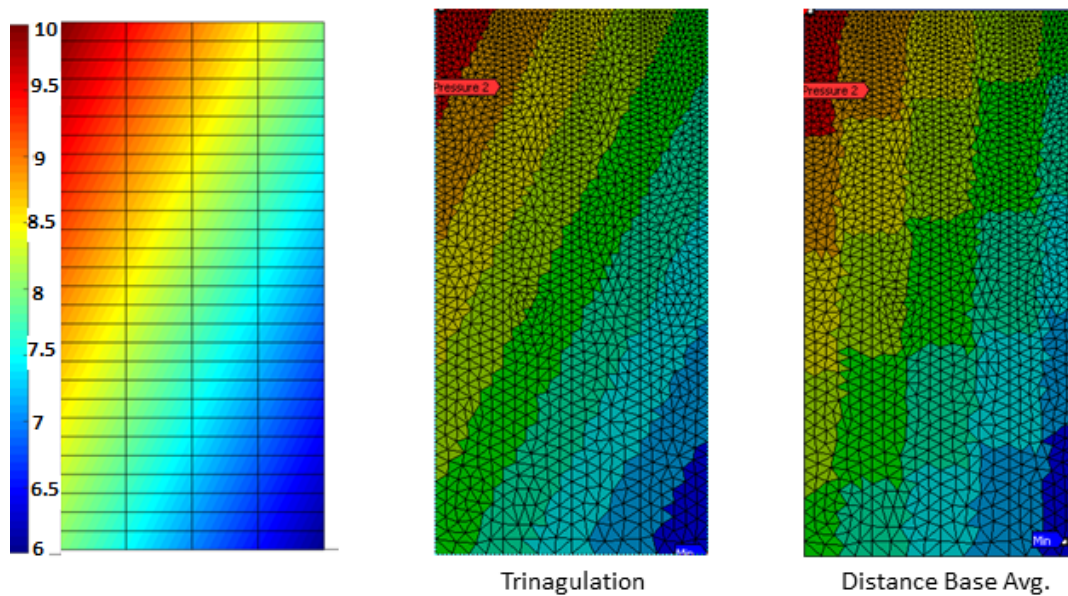 10
9.5
9
8.5
8
7.5
7
6.5
6
Pressure 2
Min
Trinagulation
Pressure 2
Min
Distance Base Avg.